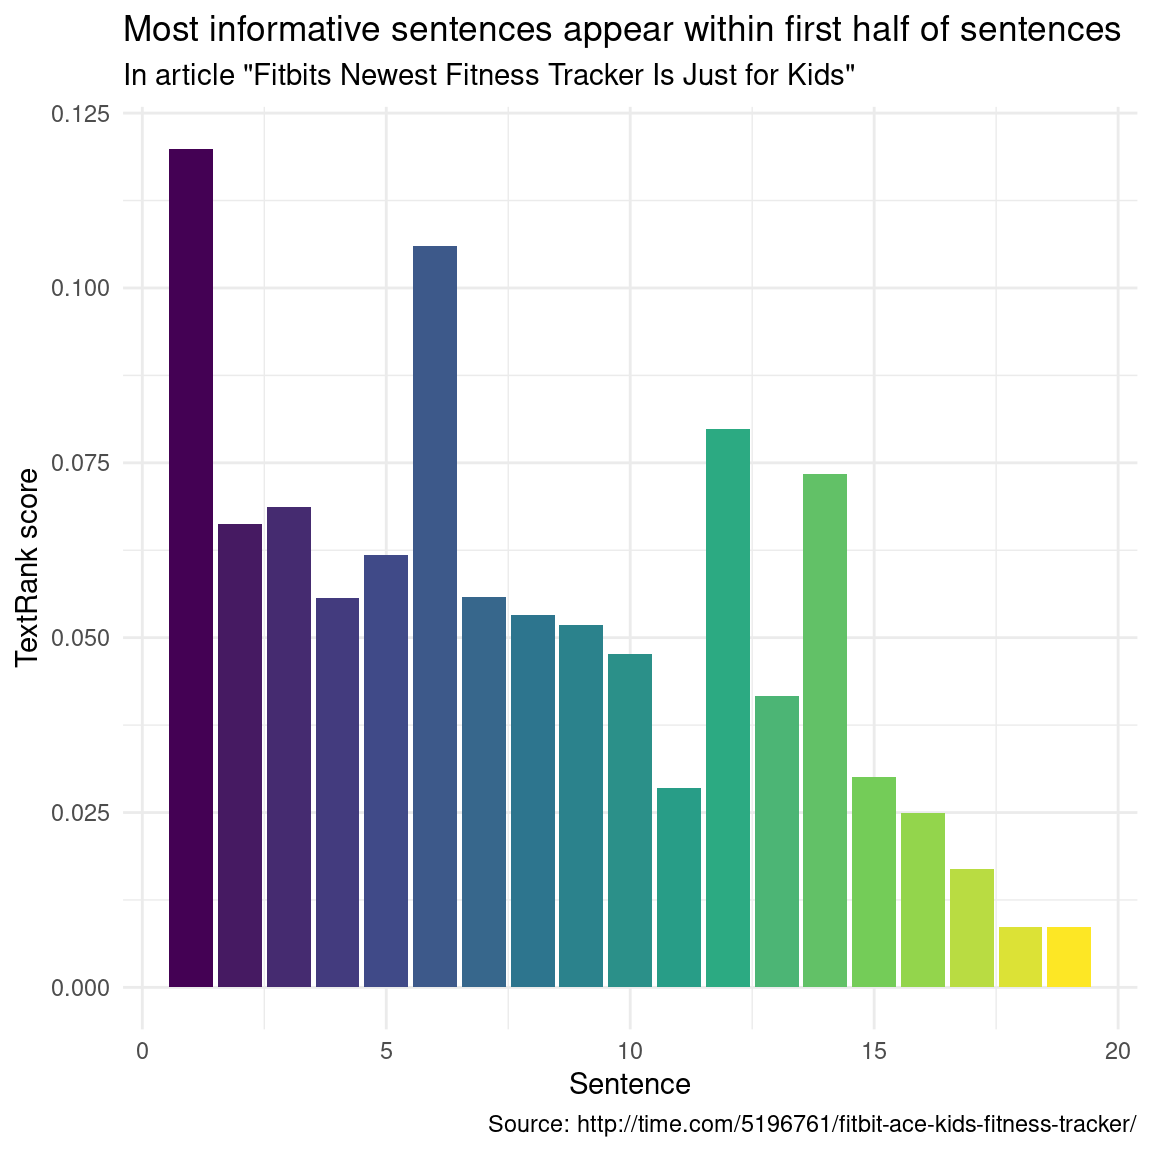 Most informative sentences appear within first half of sentences
In article "Fitbits Newest Fitness Tracker Is Just for Kids"
0.125
0.100
0.075
0.050
0.025
0.000
TextRank score
0 5 10 15 20
Sentence
Source: http://time.com/5196761/fitbit-ace-kids-fitness-tracker/